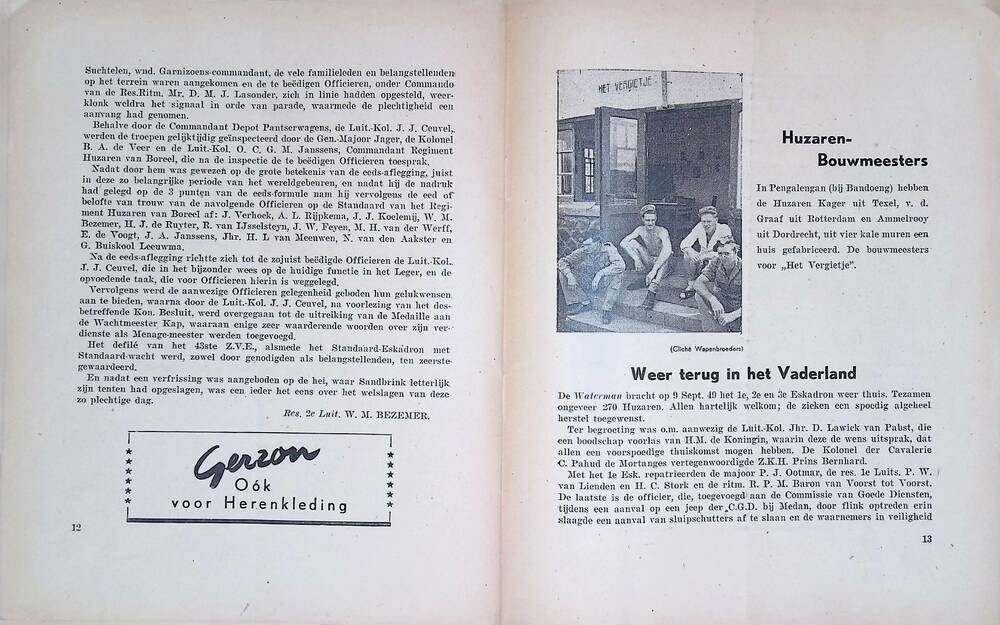 Suchtelen, wnd. Garnizoens-commandant, de vele familieleden en belangstellenden
op het terrein waren aangekomen en de te beëdigen Officieren, onder Commando
van de Res.Ritm. Mr. D. M. J. Lasonder, zich in linie hadden opgesteld, weer-
klonk weldra het signaal in orde van parade, waarmede de plechtigheid een
aanvang had genomen.
Behalve door de Commandant Depot Pantserwagens, de Luit.-Kol. J. J. Ceuvel,
werden de troepen gelijktijdig geïnspecteerd door de Gen.-Majoor Jager, de Kolonel
B. A. de Veer en de Luit.-Kol. O. C. G. M. Janssens, Commandant Regiment
Huzaren van Boreel, die na de inspectie de te beëdigen Officieren toesprak.
Nadat door hem was gewezen op de grote betekenis van de eeds-aflegging, juist
in deze zo belangrijke periode van het wereldgebeuren, en nadat hij de nadruk
had gelegd op de 3 punten van de eeds-formule nam hij vervolgens de eed of
belofte van trouw van de navolgende Officieren op de Standaard van het Regi-
ment Huzaren van Boreel af: J. Verhoek, A. L. Rijpkema, J. J. Koelemij, W. M.
Bezemer, H. J. de Ruyter, R. van IJsselsteyn, J. W. Feyen, M. H. van der Werff,
E. de Voogt, J. A. Janssens, Jhr. H. L van Meeuwen, N. van den Aakster en
G. Buiskool Leeuwma.
Na de eeds-aflegging richtte zich tot de zojuist beëdigde Officieren de Luit.-Kol.
J. J. Ceuvel, die in het bijzonder wees op de huidige functie in het Leger, en de
opvoedende taak, die voor Officieren hierin is weggelegd.
Vervolgens werd de aanwezige Officieren gelegenheid geboden hun gelukwensen
aan te bieden, waarna door de Luit.-Kol. J. J. Ceuvel, na voorlezing van het des-
betreffende Kon. Besluit, werd overgegaan tot de uitreiking van de Medaille aan
de Wachtmeester Kap, waaraan enige zeer waarderende woorden over zijn ver-
dienste als Menage-meester werden toegevoegd.
Het defilé van het 43ste Z.V.E., alsmede het Standaard-Eskadron met
Standaard-wacht werd, zowel door genodigden als belangstellenden, ten zeerste
gewaardeerd.
En nadat een verfrissing was aangeboden op de hei, waar Sandbrink letterlijk
zijn tenten had opgeslagen, was een ieder het eens over het welslagen van deze
zo plechtige dag.
Res. 2e Luit. W. M. BEZEMER.
Gerzon
Oók
voor Herenkleding
12
HET VERGIETJE
Huzaren-
Bouwmeesters
In Pengalengan (bij Bandoeng) hebben
de Huzaren Kager uit Texel, v. d.
Graaf uit Rotterdam en Ammelrooy
uit Dordrecht, uit vier kale muren een
huis gefabriceerd. De bouwmeesters
voor „Het Vergietje".
(Cliché Wapenbroeders)
Weer terug in het Vaderland
De Waterman bracht op 9 Sept. 49 het 1e, 2e en 3e Eskadron weer thuis. Tezamen
ongeveer 270 Huzaren. Allen hartelijk welkom; de zieken een spoedig algeheel
herstel toegewenst.
Ter begroeting was o.m. aanwezig de Luit.-Kol. Jhr. D. Lawick van Pabst, die
een boodschap voorlas van H.M. de Koningin, waarin deze de wens uitsprak, dat
allen een voorspoedige thuiskomst mogen hebben. De Kolonel der Cavalerie
C. Pahud de Mortanges vertegenwoordigde Z.K.H. Prins Bernhard.
Met het 1e Esk. repatrieerden de majoor P. J. Ootmar, de res. 1e Luits. P. W.
van Lienden en H. C. Stork en de ritm. R. P. M. Baron van Voorst tot Voorst.
De laatste is de officier, die, toegevoegd aan de Commissie van Goede Diensten,
tijdens een aanval op een jeep der C.G.D. bij Medan, door flink optreden erin
slaagde een aanval van sluipschutters af te slaan en de waarnemers in veiligheid
13